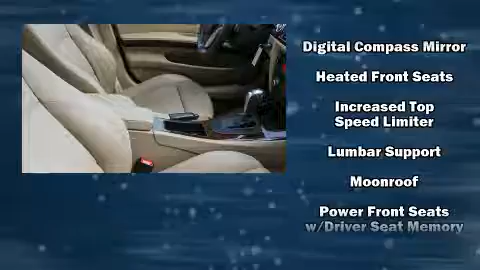 Digital Compass Mirror
Heated Front Seats
Increased Top
Speed Limiter
Lumbar Support
Moonroof
Power Front Seats
w/Driver Seat Memory